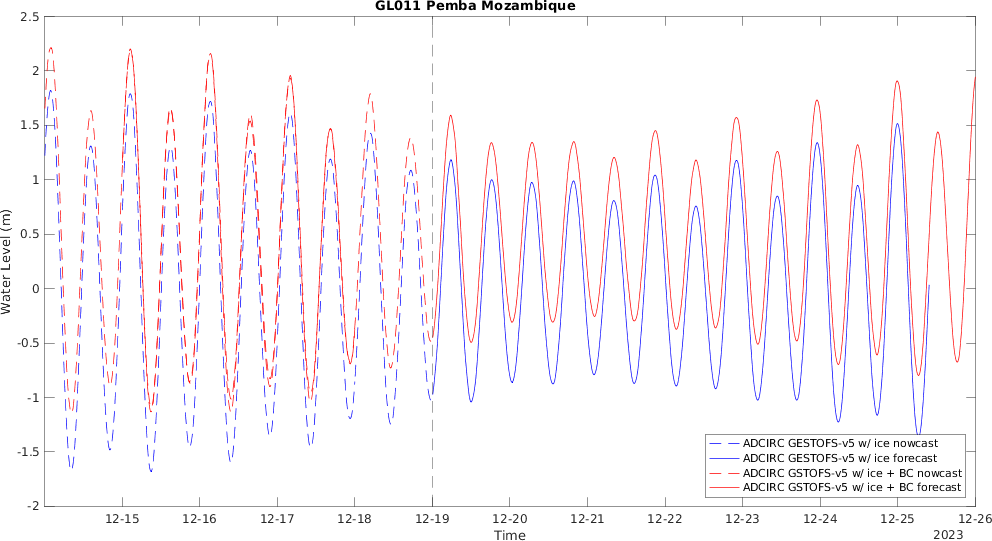 GL011 Pemba Mozambique
2.5
2
1.5
1
0.5
0
-0.5
-1
-1.5
-2
Water Level (m)
12-15 12-16 12-17 12-18 12-19 12-20 12-21 12-22 12-23 12-24 12-25 12-26
Time
2023
ADCIRC GESTOFS-v5 w/ ice nowcast
ADCIRC GESTOFS-v5 w/ ice forecast
ADCIRC GSTOFS-v5 w/ ice + BC nowcast
ADCIRC GSTOFS-v5 w/ ice + BC forecast